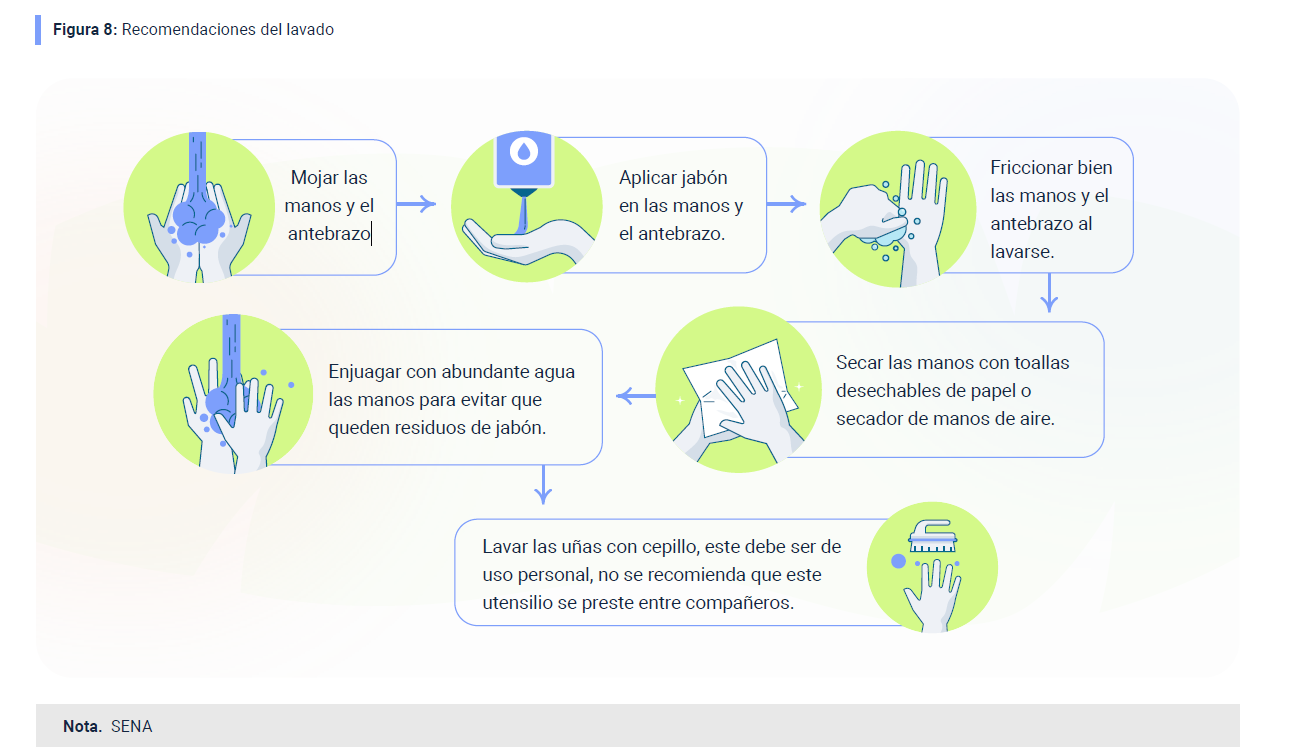 Figura 8: Recomendaciones del lavado
Mojar las
manos y el
antebrazo
Aplicar jabón
en las manos y
el antebrazo.
Friccionar bien
las manos y el
antebrazo al
lavarse.
Secar las manos con toallas
desechables de papel o
secador de manos de aire.
Enjuagar con abundante agua
las manos para evitar que
queden residuos de jabón.
Lavar las uñas con cepillo, este debe ser de
uso personal, no se recomienda que este
utensilio se preste entre compañeros.
Nota. SENA